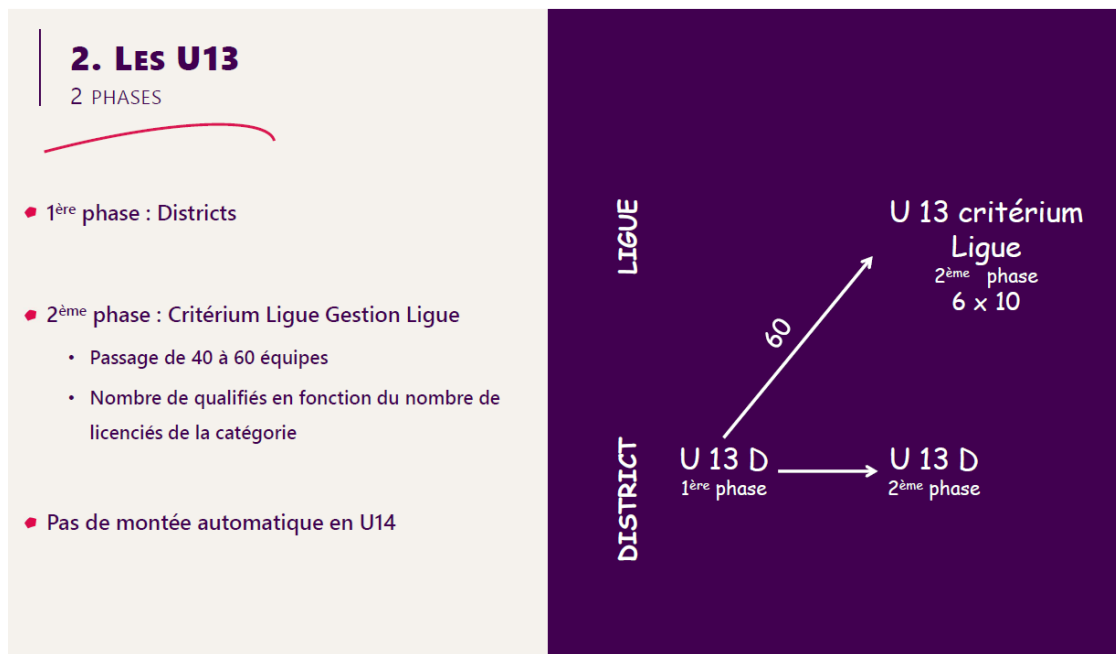 2. LES U13
2 PHASES
1ère phase : Districts
2ème phase : Critérium Ligue Gestion Ligue
• Passage de 40 à 60 équipes
• Nombre de qualifiés en fonction du nombre de
licenciés de la catégorie
Pas de montée automatique en U14
LIGUE
U 13 critérium
Ligue
2ème phase
6 x 10
60
DISTRICT
U 13 D
1ère phase
U 13 D
2ème phase